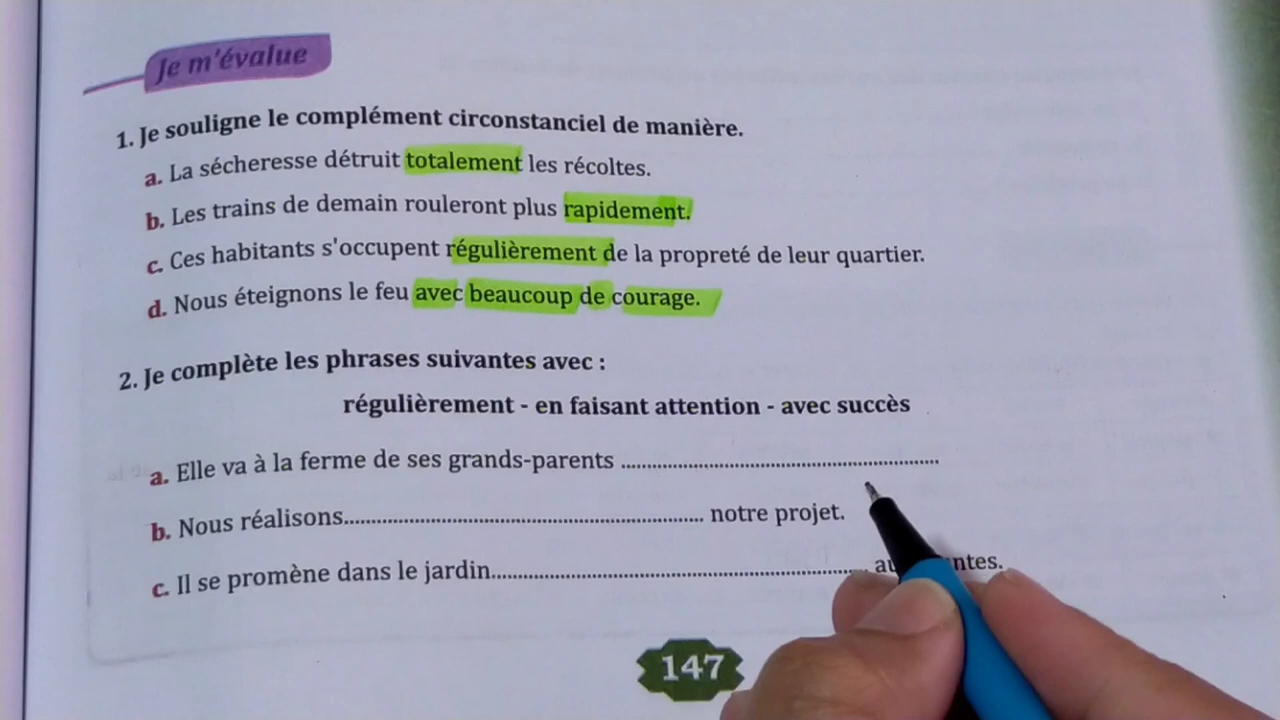 Je m'évalue
1. Je souligne le complément circonstanciel de manière.
a. La sécheresse détruit totalement les récoltes.
b. Les trains de demain rouleront plus rapidement.
c. Ces habitants s'occupent régulièrement de la propreté de leur quartier.
d. Nous éteignons le feu avec beaucoup de courage.
2. Je complète les phrases suivantes avec :
régulièrement - en faisant attention - avec succès
a. Elle va à la ferme de ses grands-parents ................................................
b. Nous réalisons................................................ notre projet.
c. Il se promène dans le jardin................................................
147